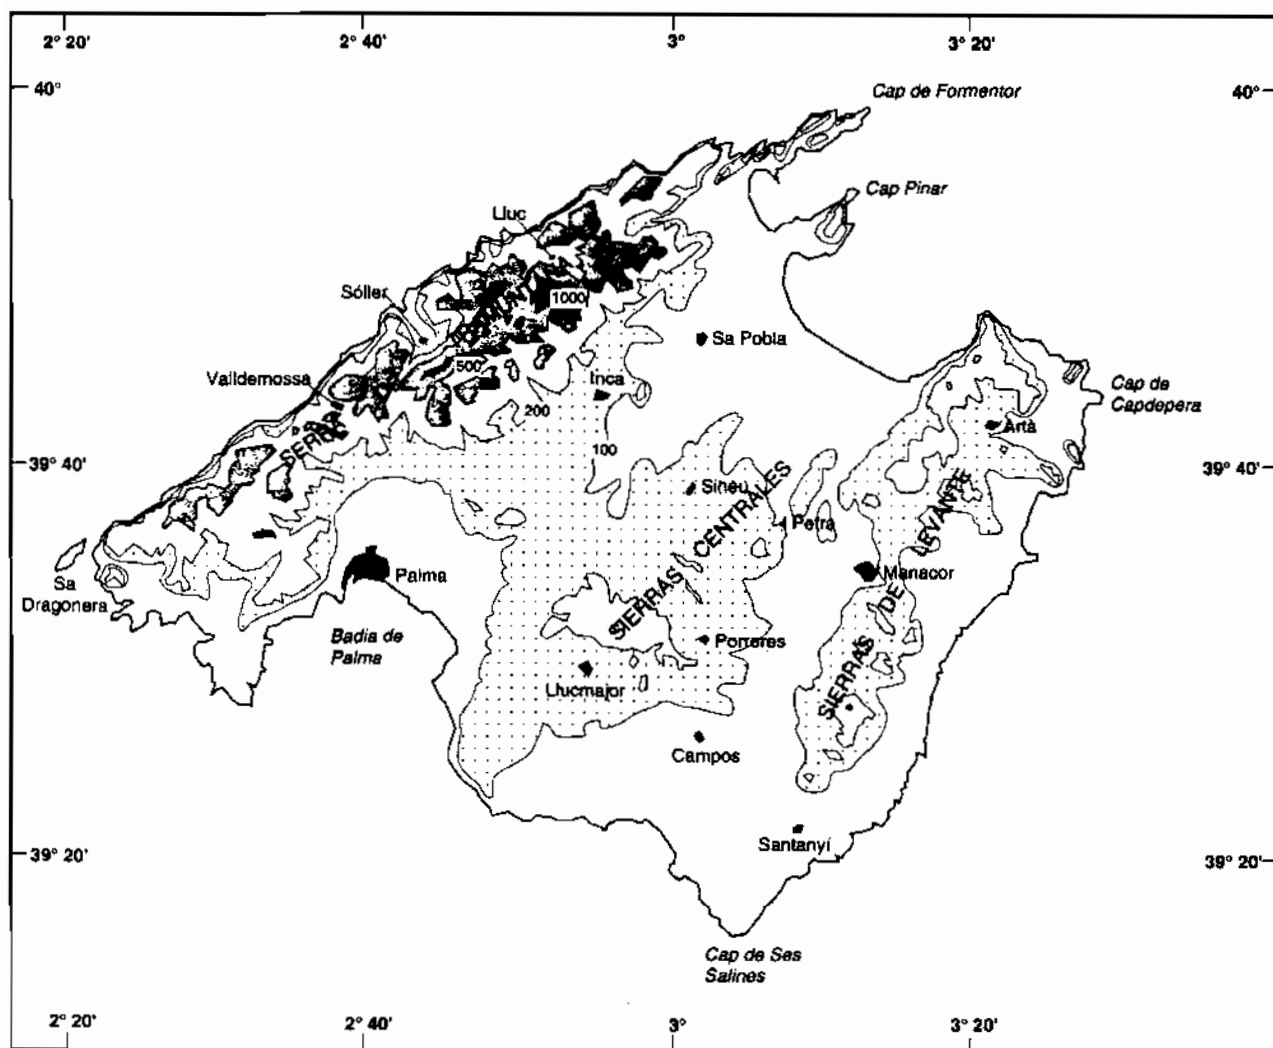 2° 20'
2° 40'
3°
3° 20'
40°
40°
Cap de Formentor
Cap Pinar
Lluc
Sóller
1000
Sa Pobla
Valldemossa
500
Inca
200
Cap de
Capdepera
Artà
100
SERRA
TRAMUNTANA
39° 40'
39° 40'
Sineu
SIERRAS CENTRALES
Petra
SIERRAS DE LEVANTE
Manacor
Palma
Sa
Dragonera
Badia de
Palma
Porreres
Llucmajor
Campos
Santanyí
39° 20'
39° 20'
Cap de Ses
Salines
2° 20'
2° 40'
3°
3° 20'